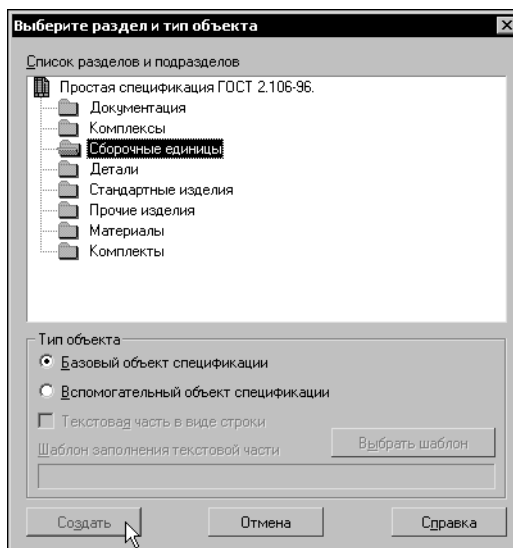 Выберите раздел и тип объекта
Список разделов и подразделов
Простая спецификация ГОСТ 2.106-96.
Документация
Комплексы
Сборочные единицы
Детали
Стандартные изделия
Прочие изделия
Материалы
Комплекты
Тип объекта
Базовый объект спецификации
Вспомогательный объект спецификации
Текстовая часть в виде строки
Шаблон заполнения текстовой части
Выбрать шаблон
Создать Отмена Справка